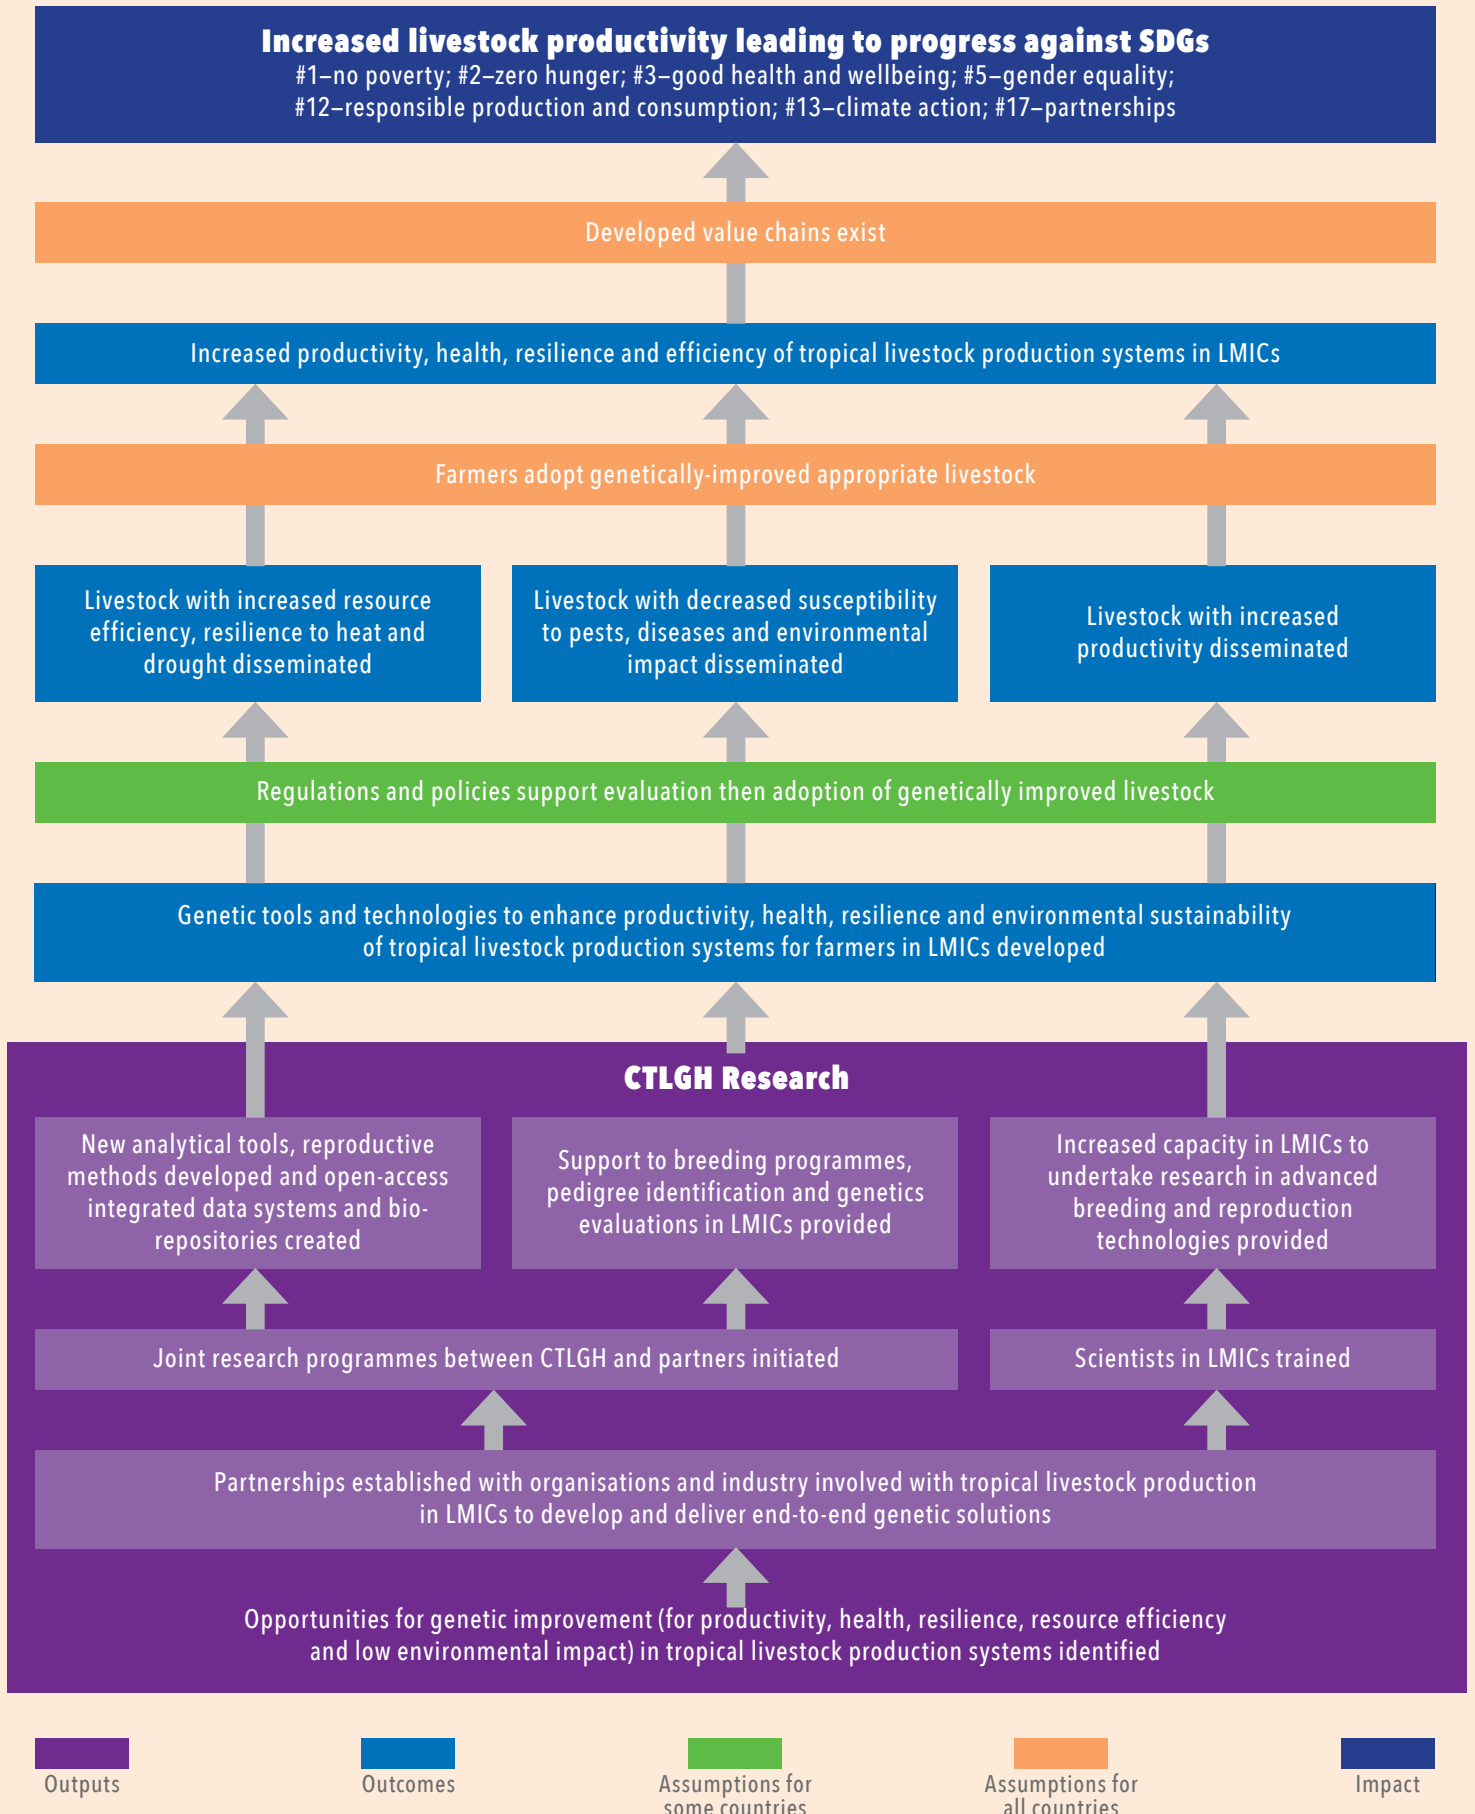 Increased livestock productivity leading to progress against SDGs
#1–no poverty; #2–zero hunger; #3–good health and wellbeing; #5–gender equality;
#12–responsible production and consumption; #13–climate action; #17–partnerships
Developed value chains exist
Increased productivity, health, resilience and efficiency of tropical livestock production systems in LMICs
Farmers adopt genetically-improved appropriate livestock
Livestock with increased resource
efficiency, resilience to heat and
drought disseminated
Livestock with decreased susceptibility
to pests, diseases and environmental
impact disseminated
Livestock with increased
productivity disseminated
Regulations and policies support evaluation then adoption of genetically improved livestock
Genetic tools and technologies to enhance productivity, health, resilience and environmental sustainability
of tropical livestock production systems for farmers in LMICs developed
CTLGH Research
New analytical tools, reproductive
methods developed and open-access
integrated data systems and bio-
repositories created
Support to breeding programmes,
pedigree identification and genetics
evaluations in LMICs provided
Increased capacity in LMICs to
undertake research in advanced
breeding and reproduction
technologies provided
Joint research programmes between CTLGH and partners initiated
Scientists in LMICs trained
Partnerships established with organisations and industry involved with tropical livestock production
in LMICs to develop and deliver end-to-end genetic solutions
Opportunities for genetic improvement (for productivity, health, resilience, resource efficiency
and low environmental impact) in tropical livestock production systems identified
Outputs
Outcomes
Assumptions for
some countries
Assumptions for
all countries
Impact